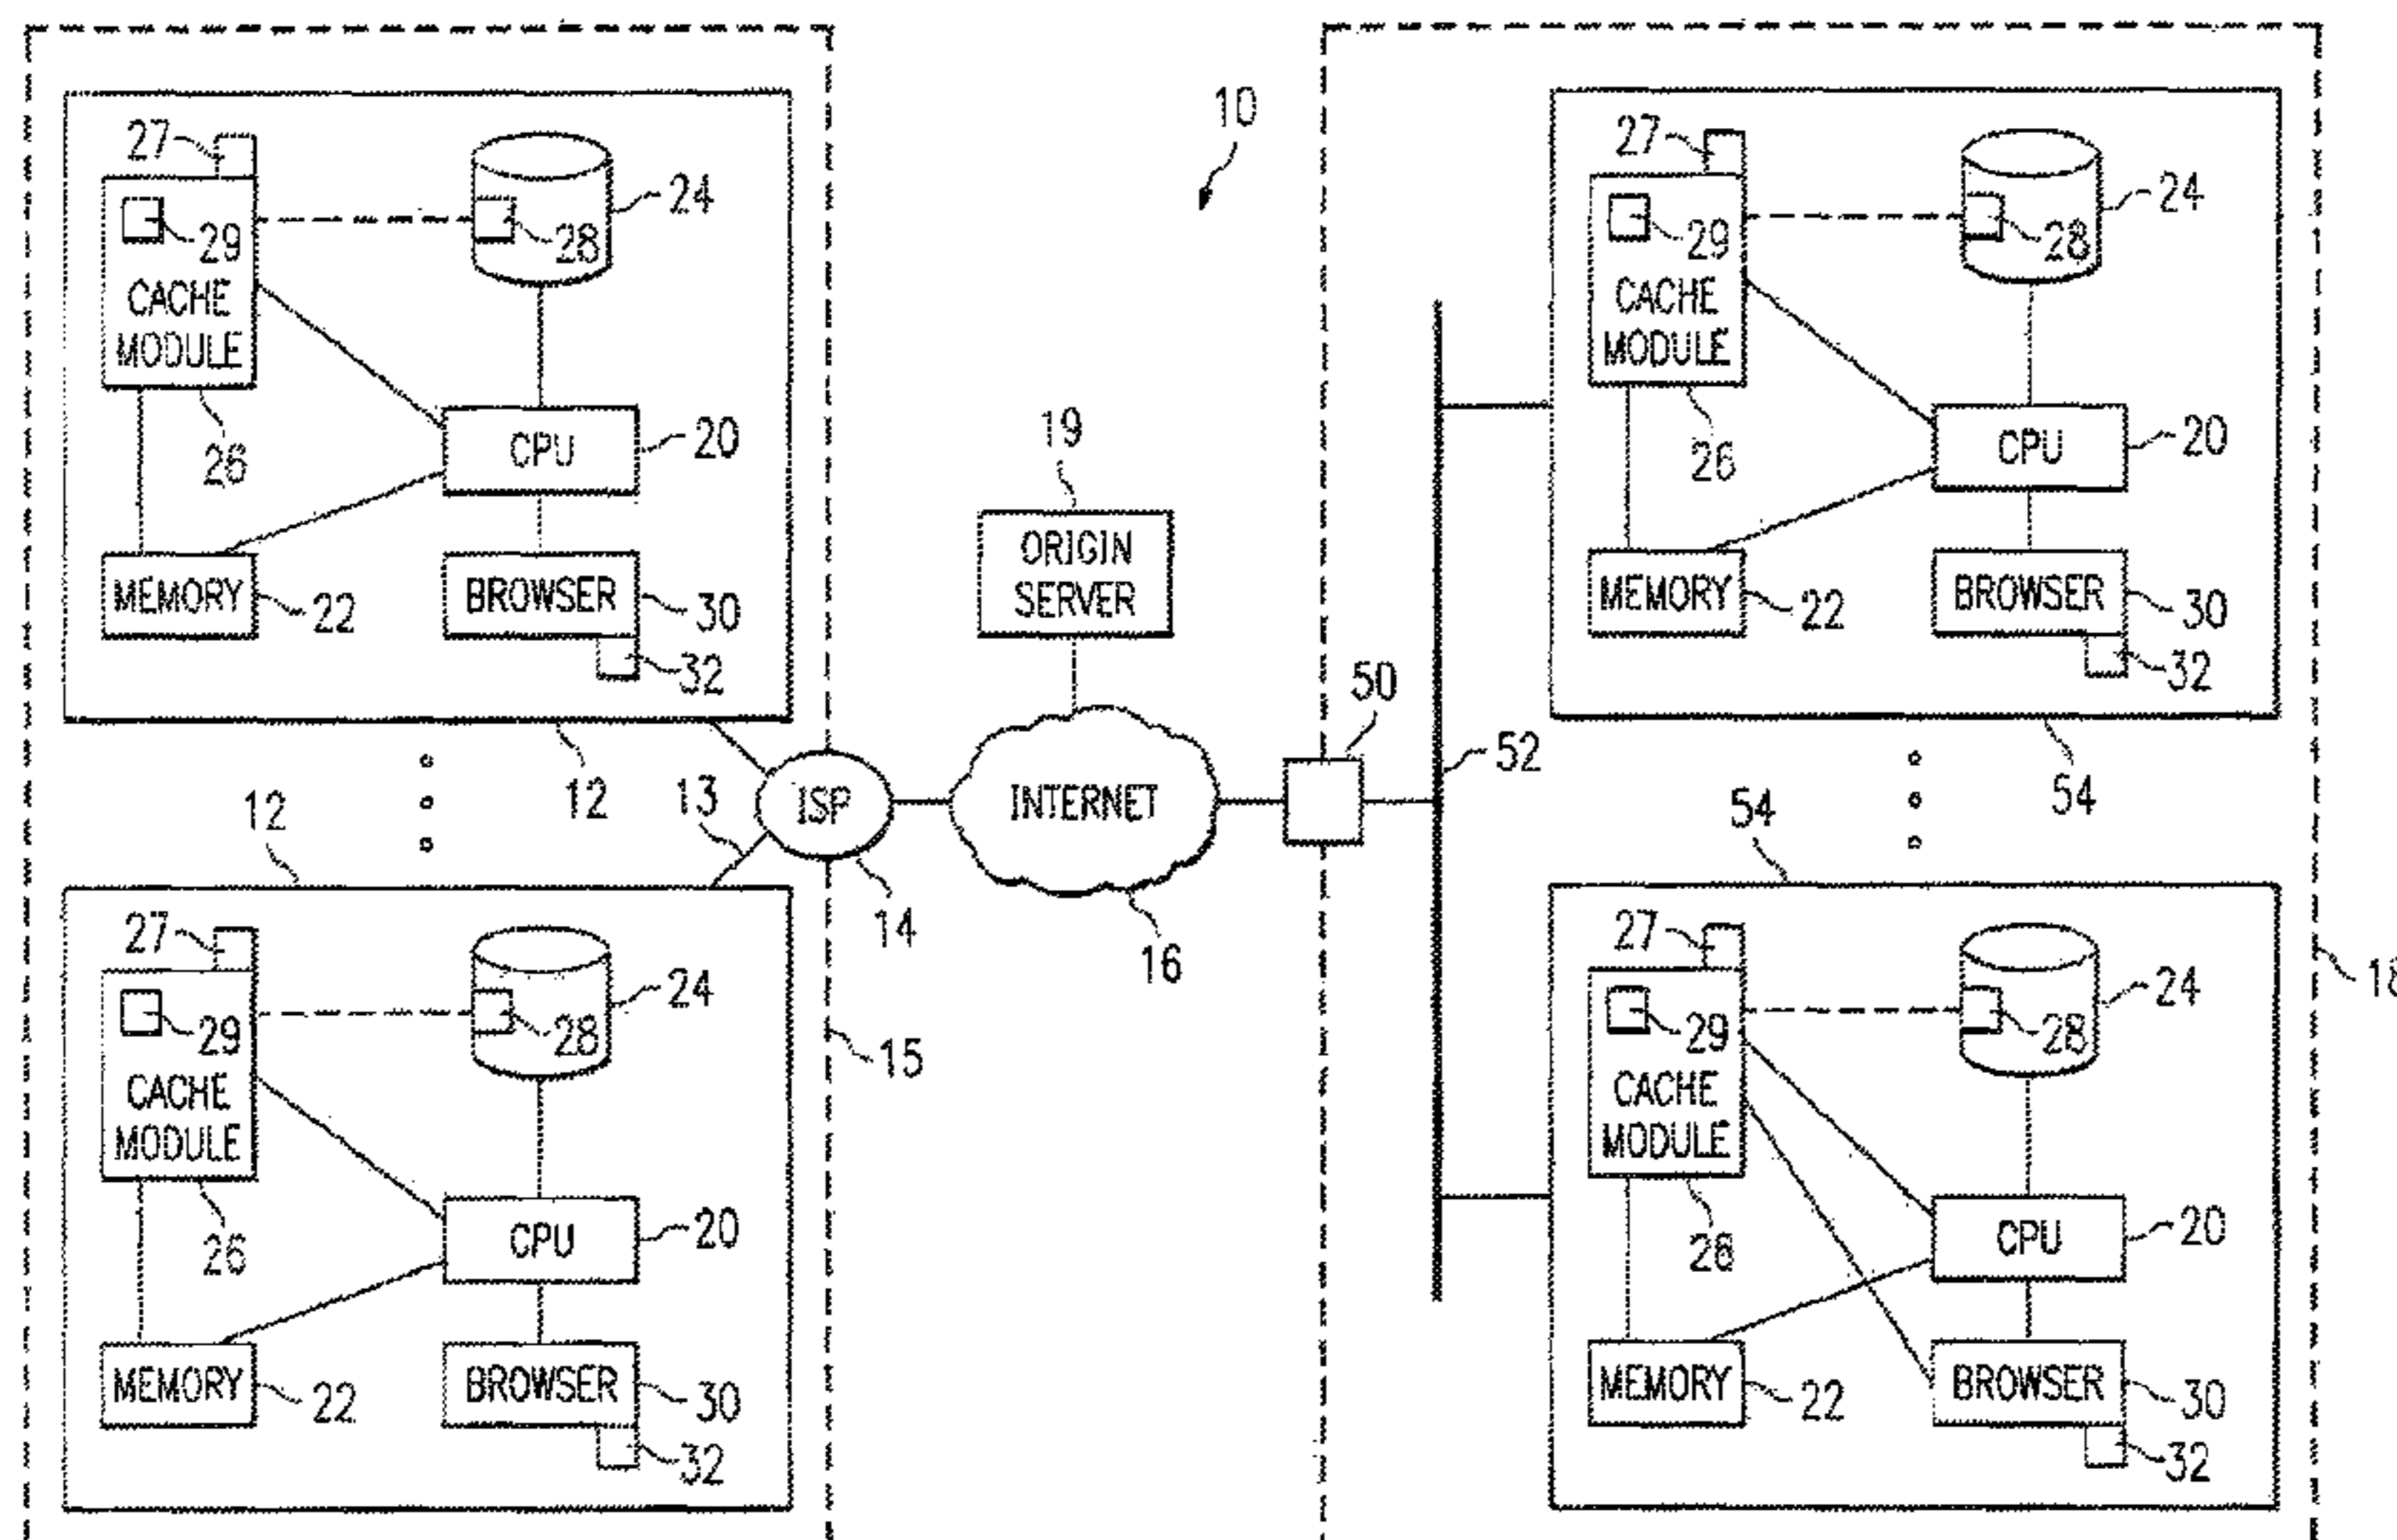 10
27
24
29
28
CACHE
MODULE
26
CPU
20
MEMORY
22
BROWSER
30
32
12
27
24
29
28
CACHE
MODULE
26
CPU
20
MEMORY
22
BROWSER
30
32
54
19
ORIGIN
SERVER
50
52
13
ISP
14
INTERNET
16
15
12
27
24
29
28
CACHE
MODULE
26
CPU
20
MEMORY
22
BROWSER
30
32
54
27
24
29
28
CACHE
MODULE
26
CPU
20
MEMORY
22
BROWSER
30
32